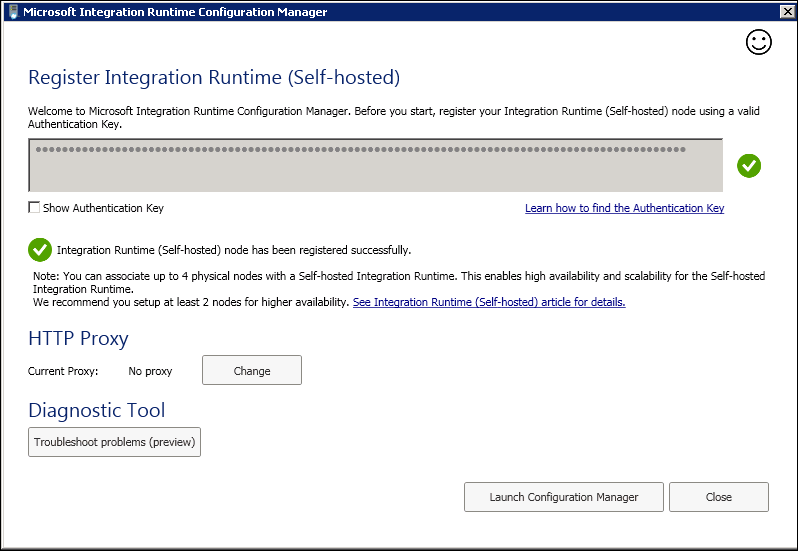 Microsoft Integration Runtime Configuration Manager
Register Integration Runtime (Self-hosted)
Welcome to Microsoft Integration Runtime Configuration Manager. Before you start, register your Integration Runtime (Self-hosted) node using a valid
Authentication Key.
Show Authentication Key
Learn how to find the Authentication Key
Integration Runtime (Self-hosted) node has been registered successfully.
Note: You can associate up to 4 physical nodes with a Self-hosted Integration Runtime. This enables high availability and scalability for the Self-hosted
Integration Runtime.
We recommend you setup at least 2 nodes for higher availability. See Integration Runtime (Self-hosted) article for details.
HTTP Proxy
Current Proxy: No proxy Change
Diagnostic Tool
Troubleshoot problems (preview)
Launch Configuration Manager Close